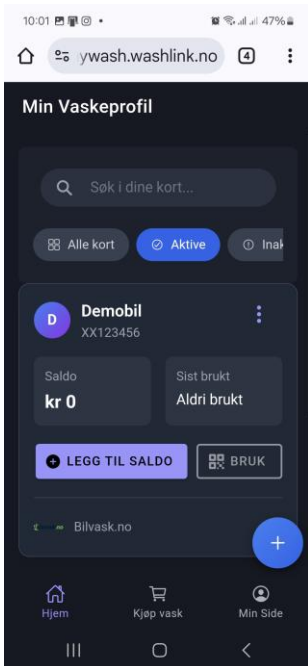 10:01
47%
ywash.washlink.no
4
Min Vaskeprofil
Søk i dine kort...
Alle kort
Aktive
Inak
D
Demobil
XX123456
Saldo
kr 0
Sist brukt
Aldri brukt
LEGG TIL SALDO
BRUK
Bilvask.no
Hjem
Kjøp vask
Min Side